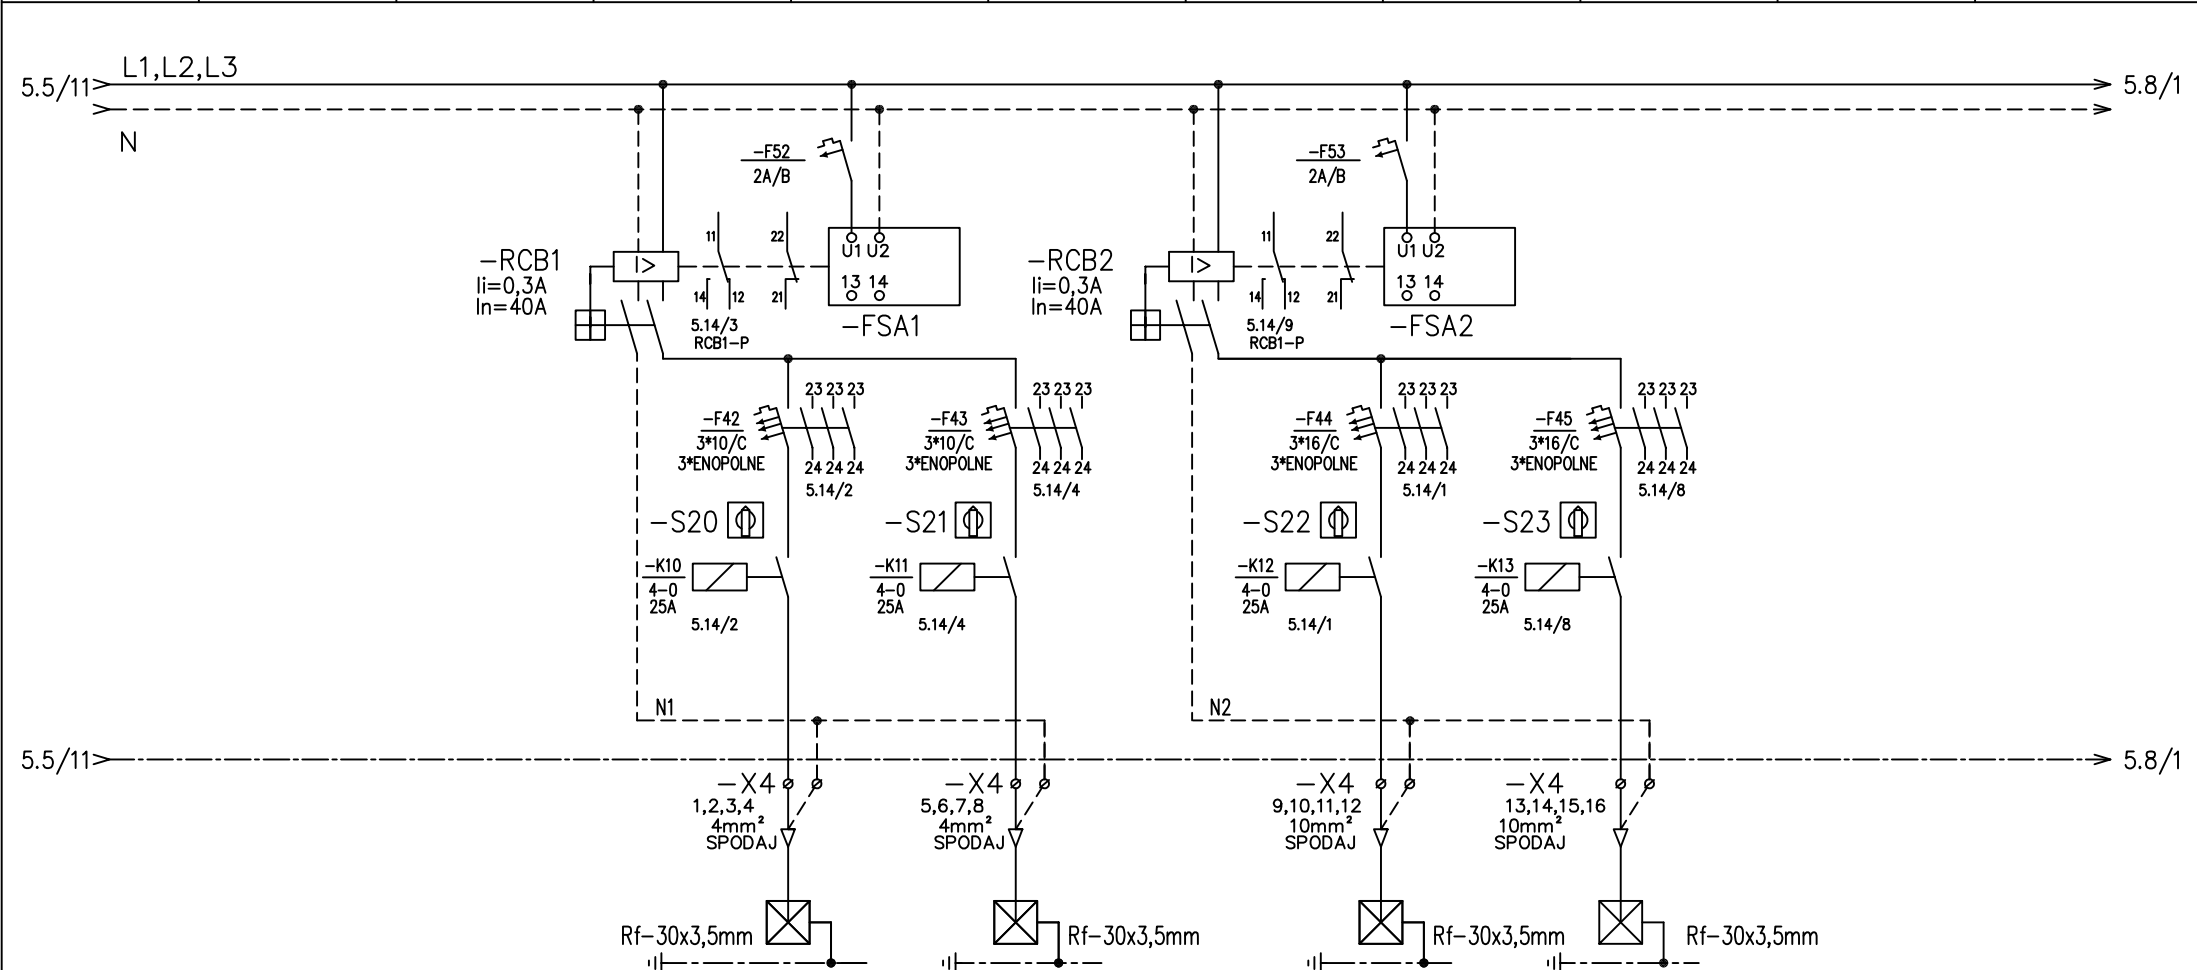 L1,L2,L3
5.5/11
5.8/1
N
-F52
2A/B
-F53
2A/B
-RCB1
Ii=0,3A
In=40A
I>
11
22
14
12
21
5.14/3
RCB1-P
U1 U2
13 14
-FSA1
-RCB2
Ii=0,3A
In=40A
I>
11
22
14
12
21
5.14/9
RCB1-P
U1 U2
13 14
-FSA2
23 23 23
-F42
3*10/C
3*ENOPOLNE
24 24 24
5.14/2
23 23 23
-F43
3*10/C
3*ENOPOLNE
24 24 24
5.14/4
23 23 23
-F44
3*16/C
3*ENOPOLNE
24 24 24
5.14/1
23 23 23
-F45
3*16/C
3*ENOPOLNE
24 24 24
5.14/8
-S20
-S21
-S22
-S23
-K10
4-0
25A
5.14/2
-K11
4-0
25A
5.14/4
-K12
4-0
25A
5.14/1
-K13
4-0
25A
5.14/8
N1
N2
5.5/11
5.8/1
-X4
1,2,3,4
4mm²
SPODAJ
-X4
5,6,7,8
4mm²
SPODAJ
-X4
9,10,11,12
10mm²
SPODAJ
-X4
13,14,15,16
10mm²
SPODAJ
Rf-30x3,5mm
Rf-30x3,5mm
Rf-30x3,5mm
Rf-30x3,5mm